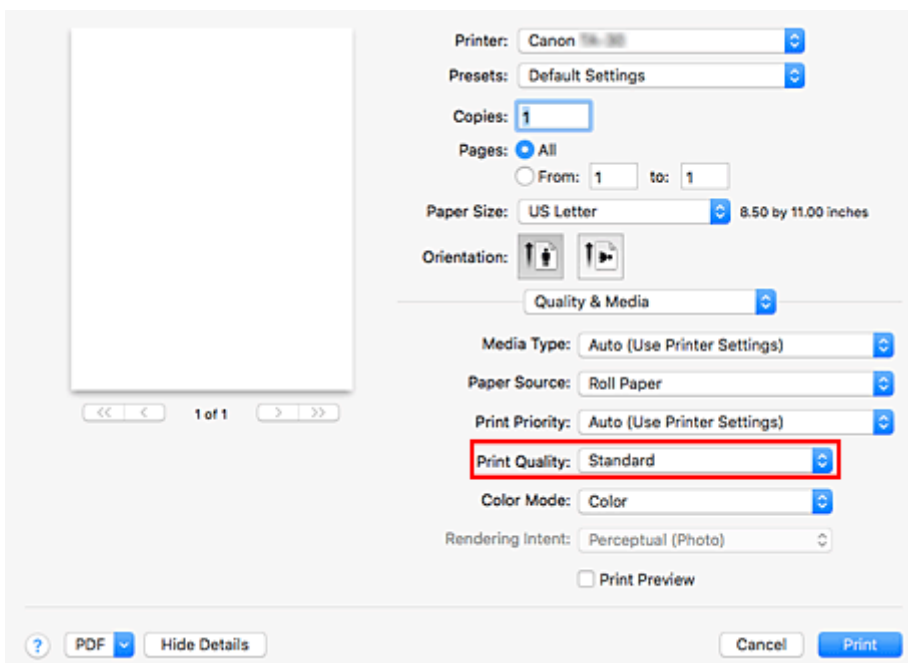 Printer: Canon
Presets: Default Settings
Copies: 1
Pages: All
From: 1 to: 1
Paper Size: US Letter 8.50 by 11.00 inches
Orientation:
Quality & Media
Media Type: Auto (Use Printer Settings)
Paper Source: Roll Paper
<< < 1 of 1 > >>
Print Priority: Auto (Use Printer Settings)
Print Quality: Standard
Color Mode: Color
Rendering Intent: Perceptual (Photo)
Print Preview
? PDF Hide Details Cancel Print